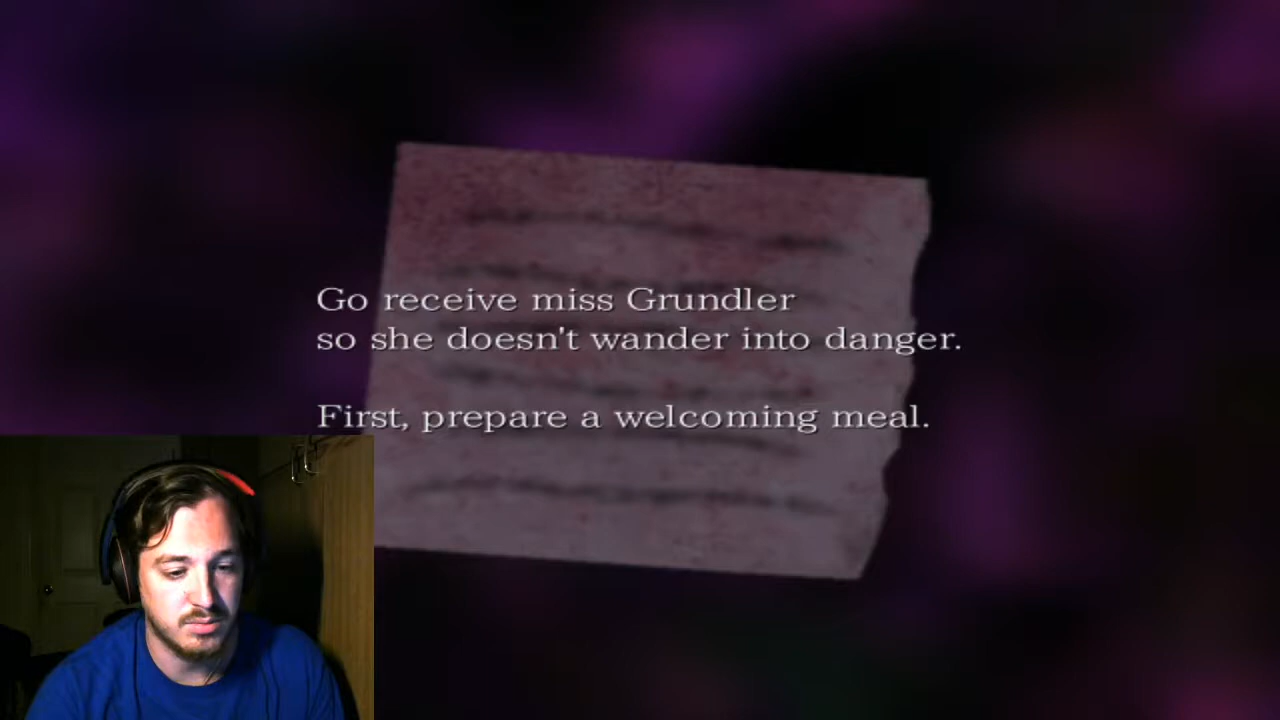 Go receive miss Grundler
so she doesn't wander into danger.
First, prepare a welcoming meal.